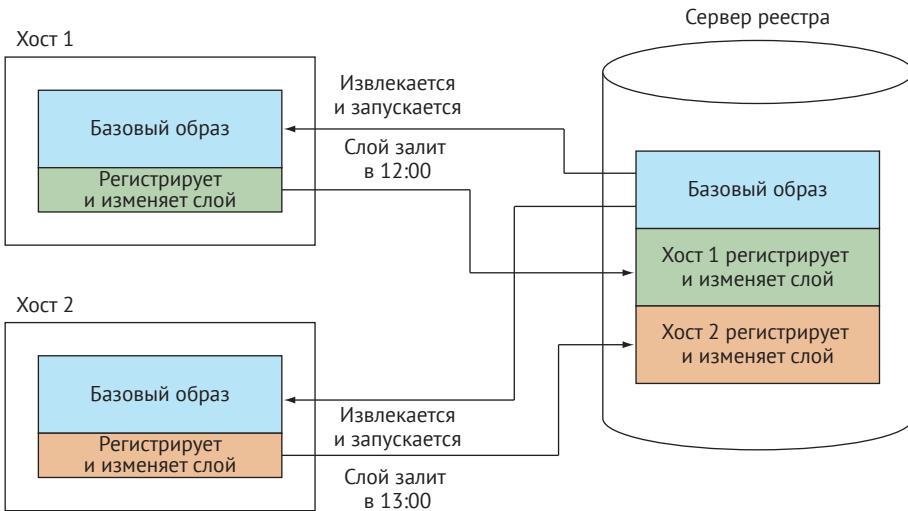 Сервер реестра
Хост 1
Извлекается
и запускается
Базовый образ
Слой залит
в 12:00
Регистрирует
и изменяет слой
Базовый образ
Хост 1 регистрирует
и изменяет слой
Хост 2
Хост 2 регистрирует
и изменяет слой
Базовый образ
Извлекается
и запускается
Регистрирует
и изменяет слой
Слой залит
в 13:00